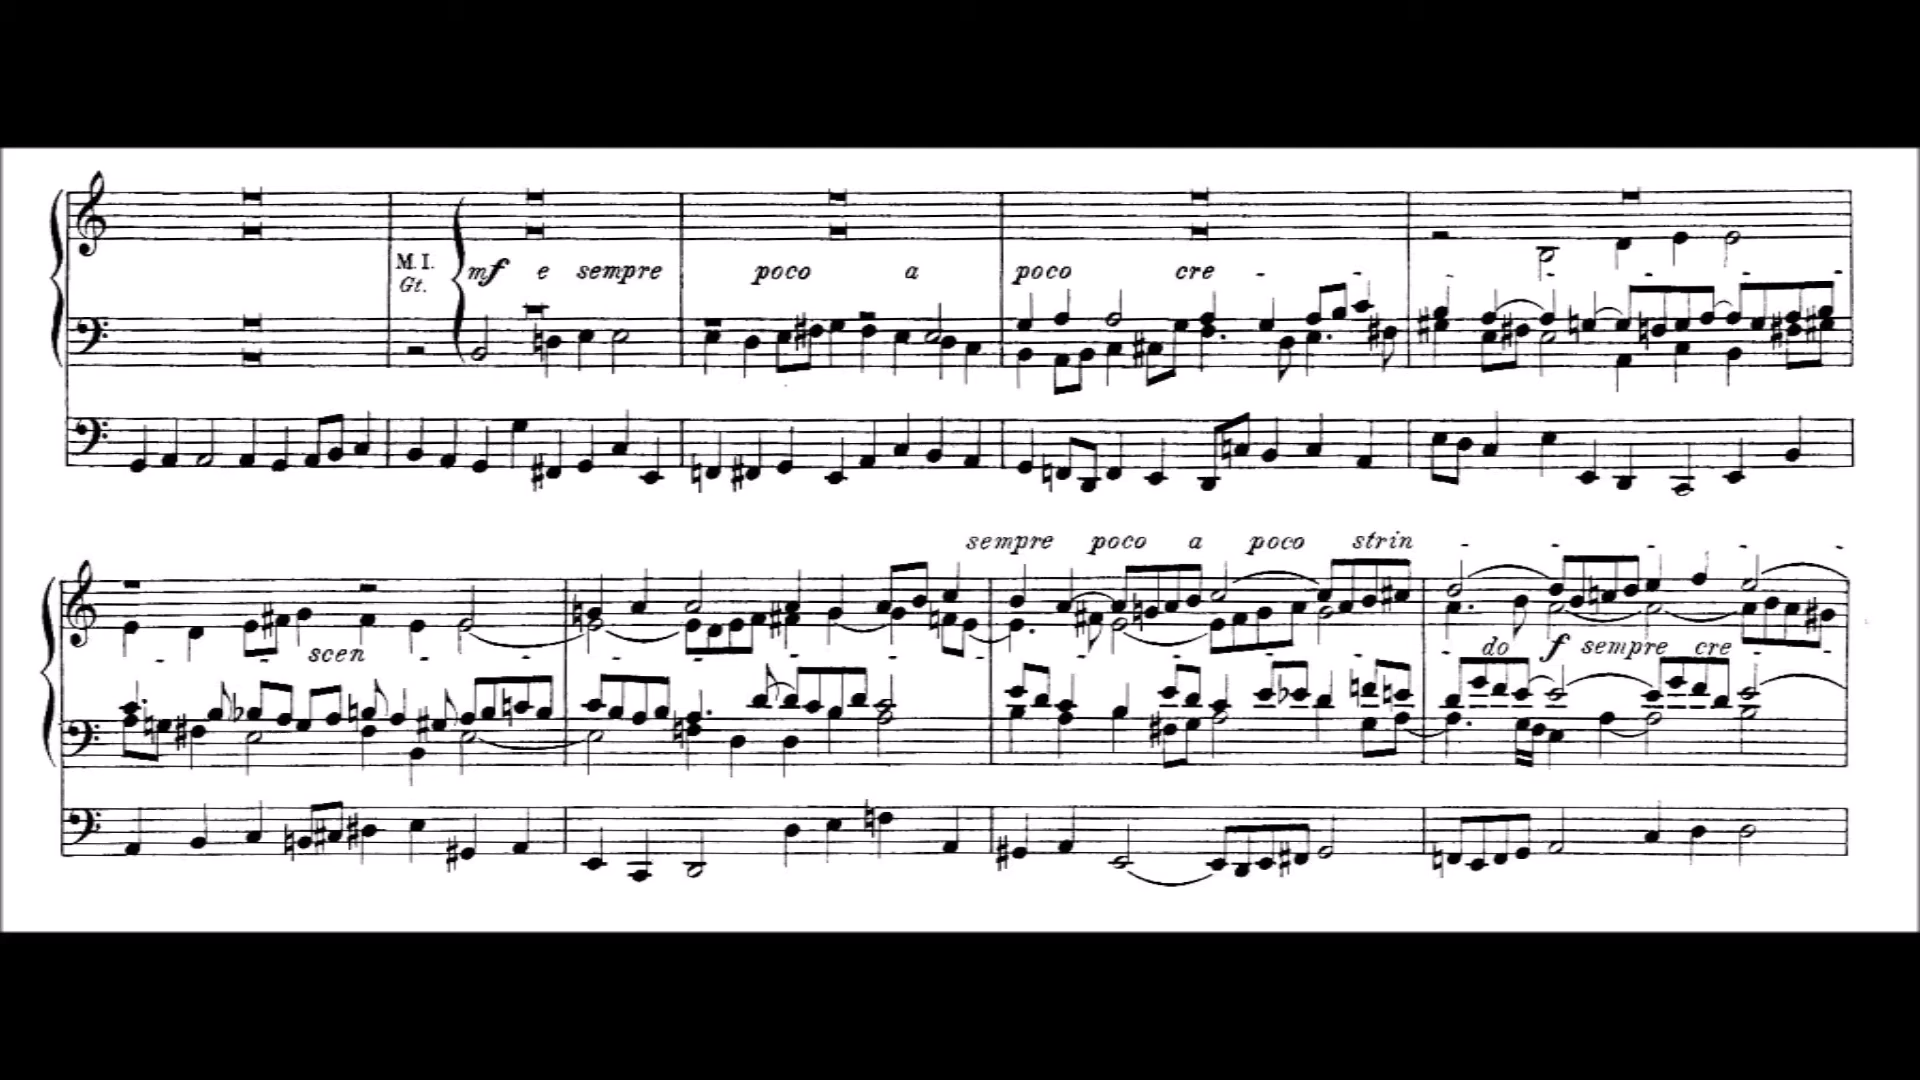 M. I.
Gt.
mf e sempre poco a poco cre - - - - - -
sempre poco a poco strin - - - -
- - scen - - - - - - - - do f sempre cre - -